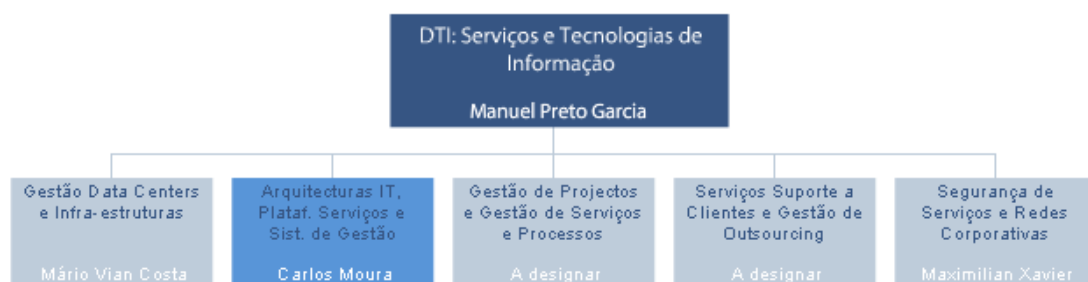 DTI: Serviços e Tecnologias de
Informação
Manuel Preto Garcia
Gestão Data Centers
e Infra-estruturas
Mário Vian Costa
Arquitecturas IT,
Plataf. Serviços e
Sist. de Gestão
Carlos Moura
Gestão de Projectos
e Gestão de Serviços
e Processos
A designar
Serviços Suporte a
Clientes e Gestão de
Outsourcing
A designar
Segurança de
Serviços e Redes
Corporativas
Maximilian Xavier